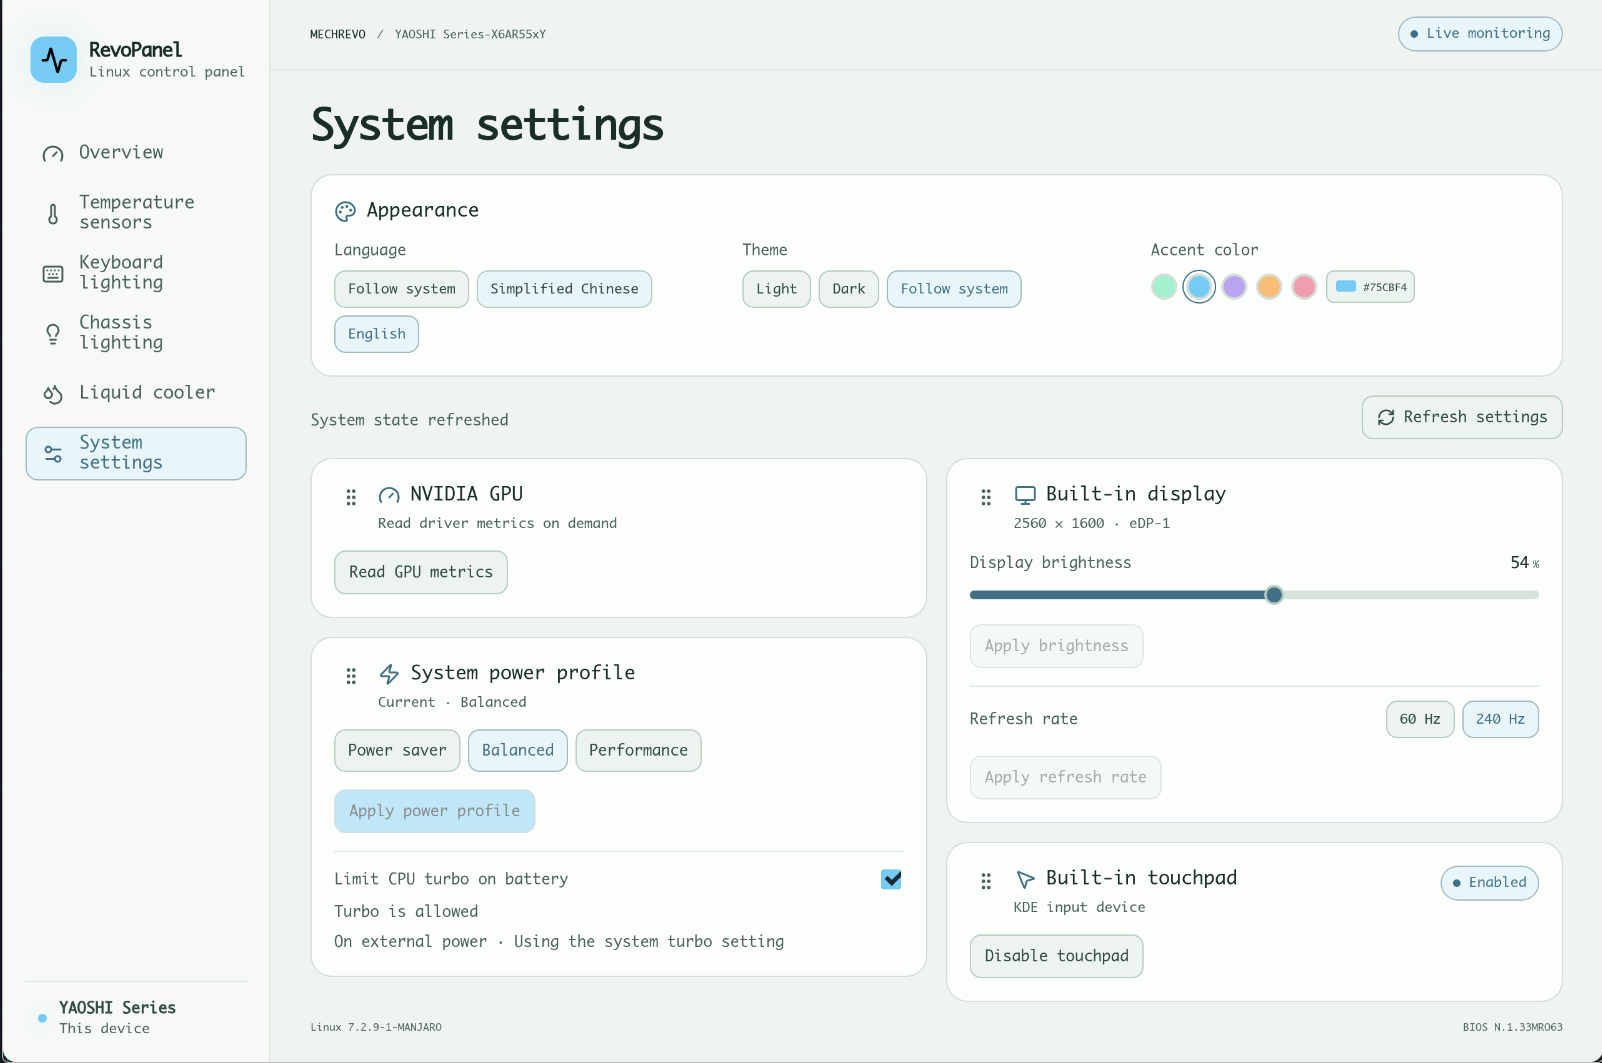 RevoPanel
Linux control panel
Overview
Temperature
sensors
Keyboard
lighting
Chassis
lighting
Liquid cooler
System
settings
YAOSHI Series
This device
MECHREVO / YAOSHI Series-X6AR55xY
Live monitoring
System settings
Appearance
Language
Follow system
Simplified Chinese
English
Theme
Light
Dark
Follow system
Accent color
#75CBF4
System state refreshed
Refresh settings
NVIDIA GPU
Read driver metrics on demand
Read GPU metrics
System power profile
Current · Balanced
Power saver
Balanced
Performance
Apply power profile
Limit CPU turbo on battery
Turbo is allowed
On external power · Using the system turbo setting
Built-in display
2560 × 1600 · eDP-1
Display brightness
54 %
Apply brightness
Refresh rate
60 Hz
240 Hz
Apply refresh rate
Built-in touchpad
KDE input device
Enabled
Disable touchpad
Linux 7.2.9-1-MANJARO
BIOS N.1.33MRO63